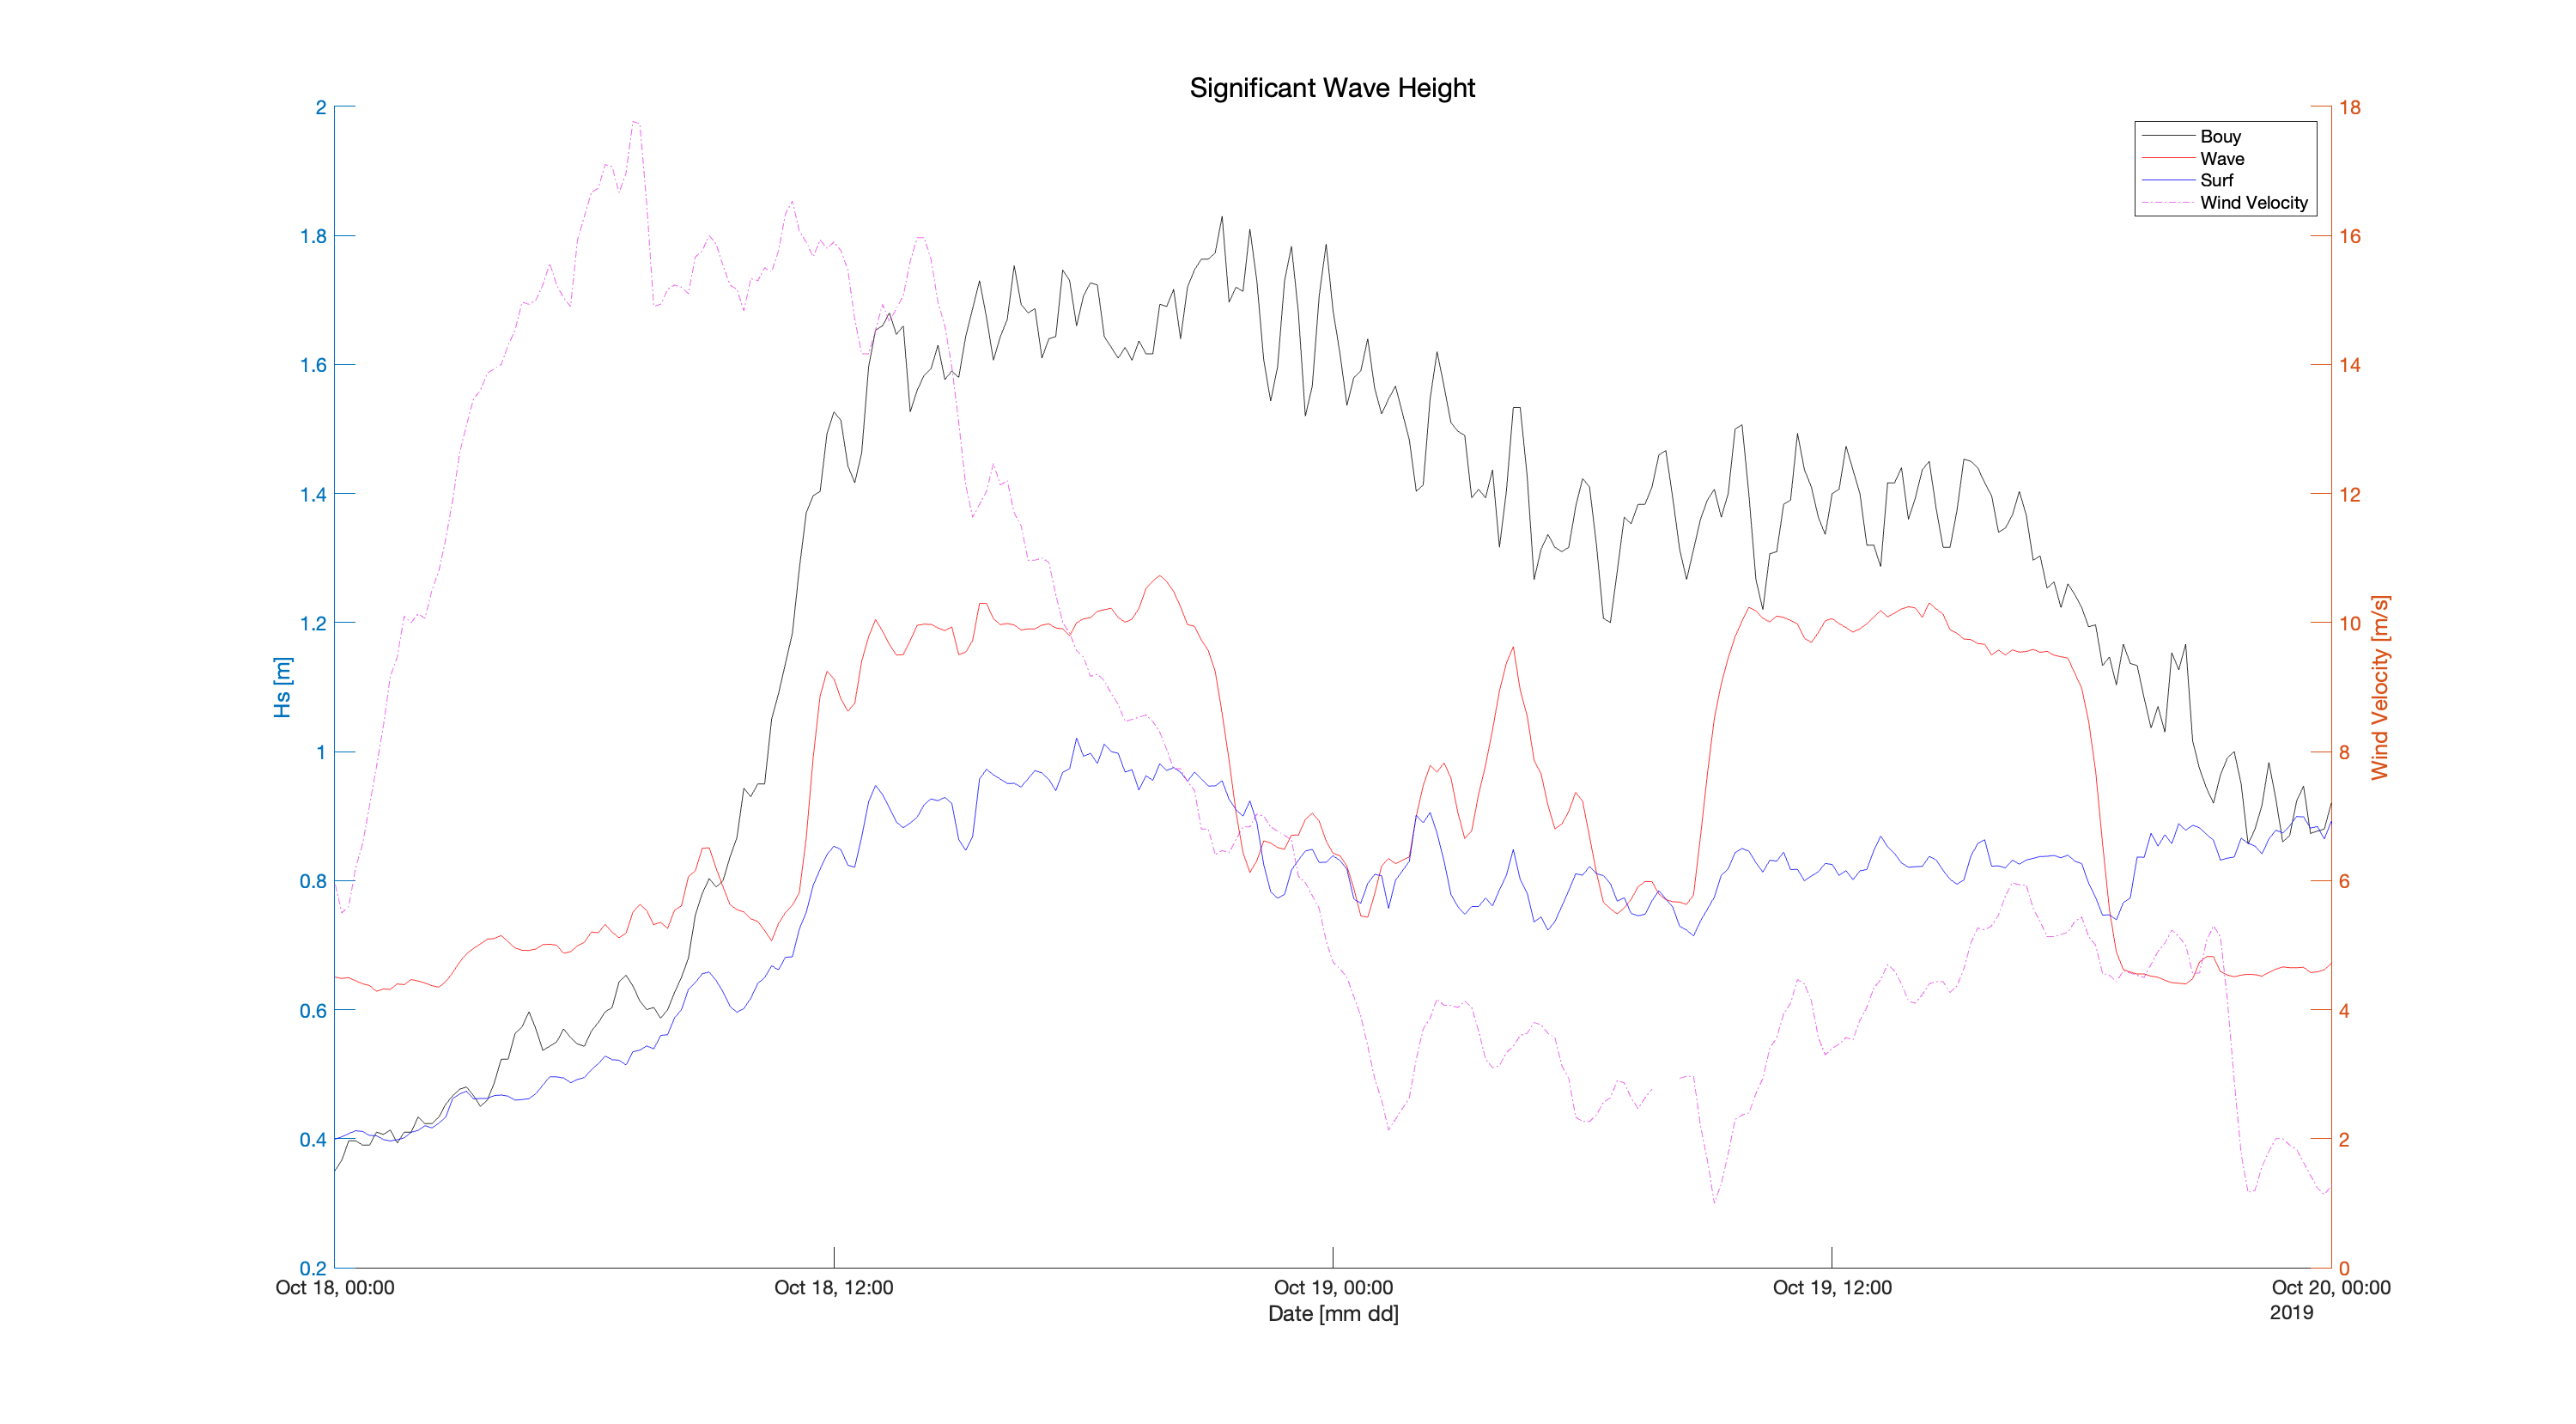 Significant Wave Height
Bouy
Wave
Surf
Wind Velocity
Hs [m]
2
1.8
1.6
1.4
1.2
1
0.8
0.6
0.4
0.2
Wind Velocity [m/s]
18
16
14
12
10
8
6
4
2
0
Oct 18, 00:00
Oct 18, 12:00
Oct 19, 00:00
Oct 19, 12:00
Oct 20, 00:00
Date [mm dd]
2019